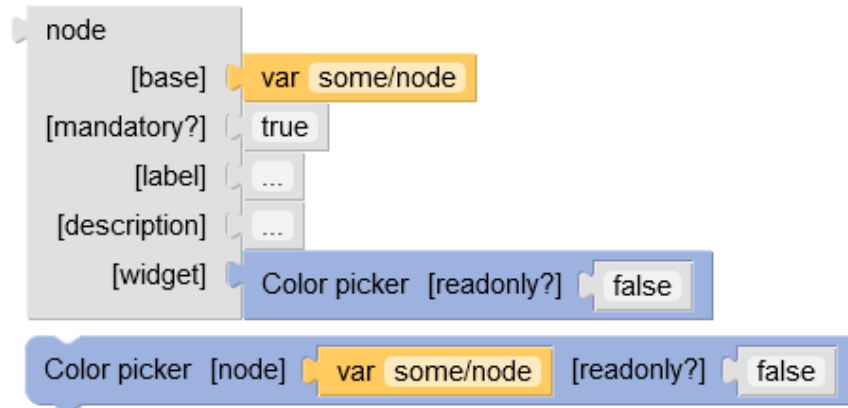 node
[base] var some/node
[mandatory?] true
[label] ...
[description] ...
[widget] Color picker [readonly?] false
Color picker [node] var some/node [readonly?] false